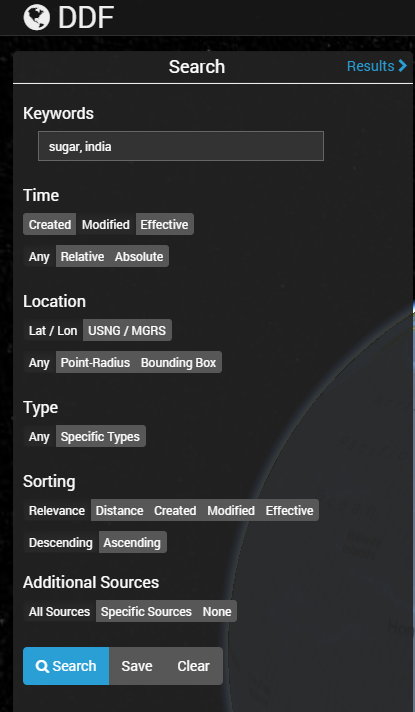 DDF
Search Results
Keywords
sugar, india
Time
Created Modified Effective
Any Relative Absolute
Location
Lat / Lon USNG / MGRS
Any Point-Radius Bounding Box
Type
Any Specific Types
Sorting
Relevance Distance Created Modified Effective
Descending Ascending
Additional Sources
All Sources Specific Sources None
Search Save Clear